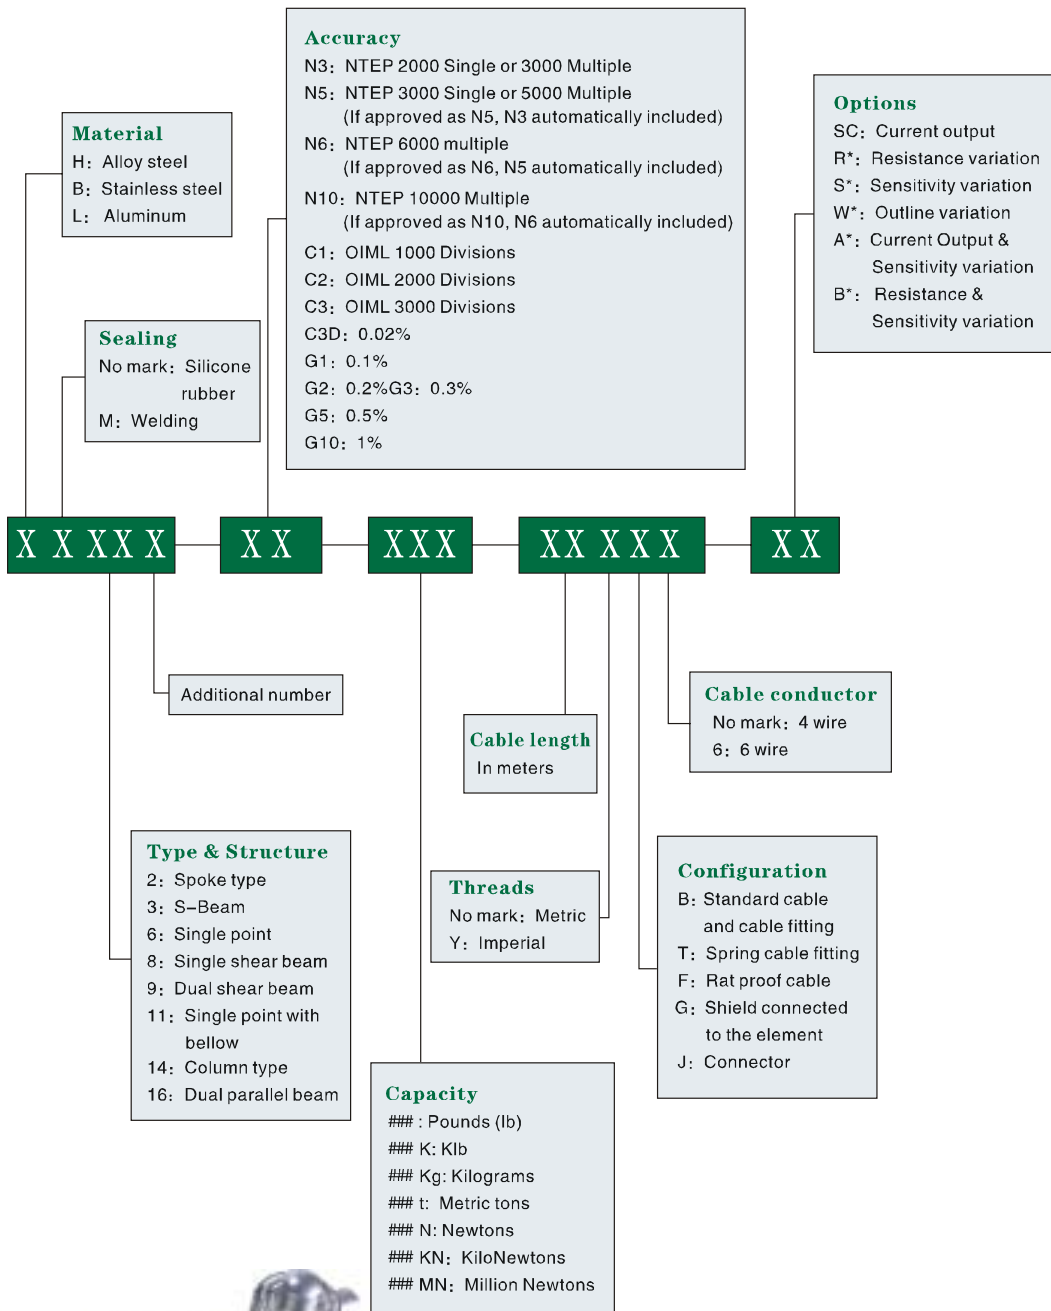 Accuracy
N3: NTEP 2000 Single or 3000 Multiple
N5: NTEP 3000 Single or 5000 Multiple
(If approved as N5, N3 automatically included)
N6: NTEP 6000 multiple
(If approved as N6, N5 automatically included)
N10: NTEP 10000 Multiple
(If approved as N10, N6 automatically included)
C1: OIML 1000 Divisions
C2: OIML 2000 Divisions
C3: OIML 3000 Divisions
C3D: 0.02%
G1: 0.1%
G2: 0.2%G3: 0.3%
G5: 0.5%
G10: 1%
Material
H: Alloy steel
B: Stainless steel
L: Aluminum
Options
SC: Current output
R*: Resistance variation
S*: Sensitivity variation
W*: Outline variation
A*: Current Output &
Sensitivity variation
B*: Resistance &
Sensitivity variation
Sealing
No mark: Silicone
rubber
M: Welding
X X XX X
XX
XXX
XX XXX
XX
Additional number
Cable length
In meters
Cable conductor
No mark: 4 wire
6: 6 wire
Type & Structure
2: Spoke type
3: S-Beam
6: Single point
8: Single shear beam
9: Dual shear beam
11: Single point with
bellow
14: Column type
16: Dual parallel beam
Threads
No mark: Metric
Y: Imperial
Configuration
B: Standard cable
and cable fitting
T: Spring cable fitting
F: Rat proof cable
G: Shield connected
to the element
J: Connector
Capacity
###: Pounds (lb)
### K: Klb
### Kg: Kilograms
### t: Metric tons
### N: Newtons
### KN: KiloNewtons
### MN: Million Newtons